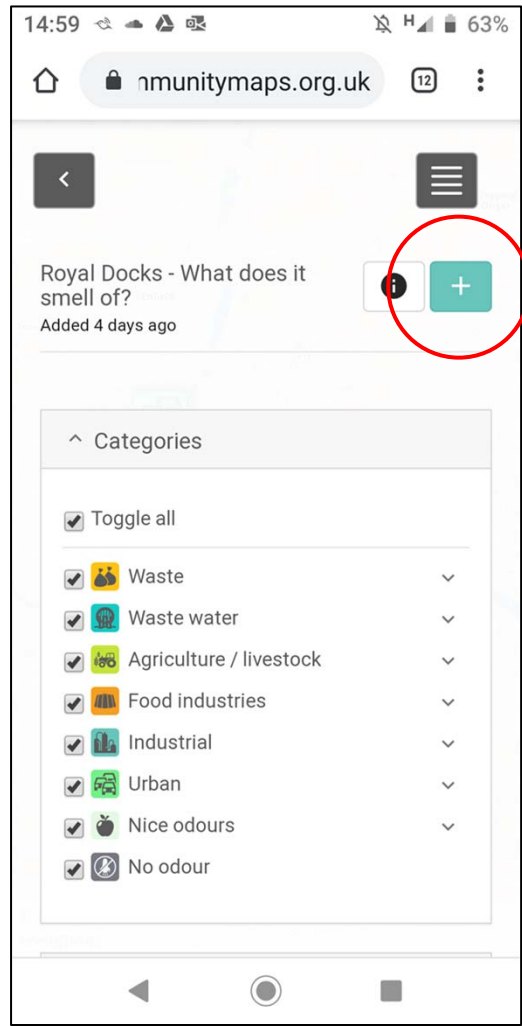 14:59 H 63%
nmunitymaps.org.uk 12
Royal Docks - What does it
smell of?
Added 4 days ago
Categories
Toggle all
Waste
Waste water
Agriculture / livestock
Food industries
Industrial
Urban
Nice odours
No odour